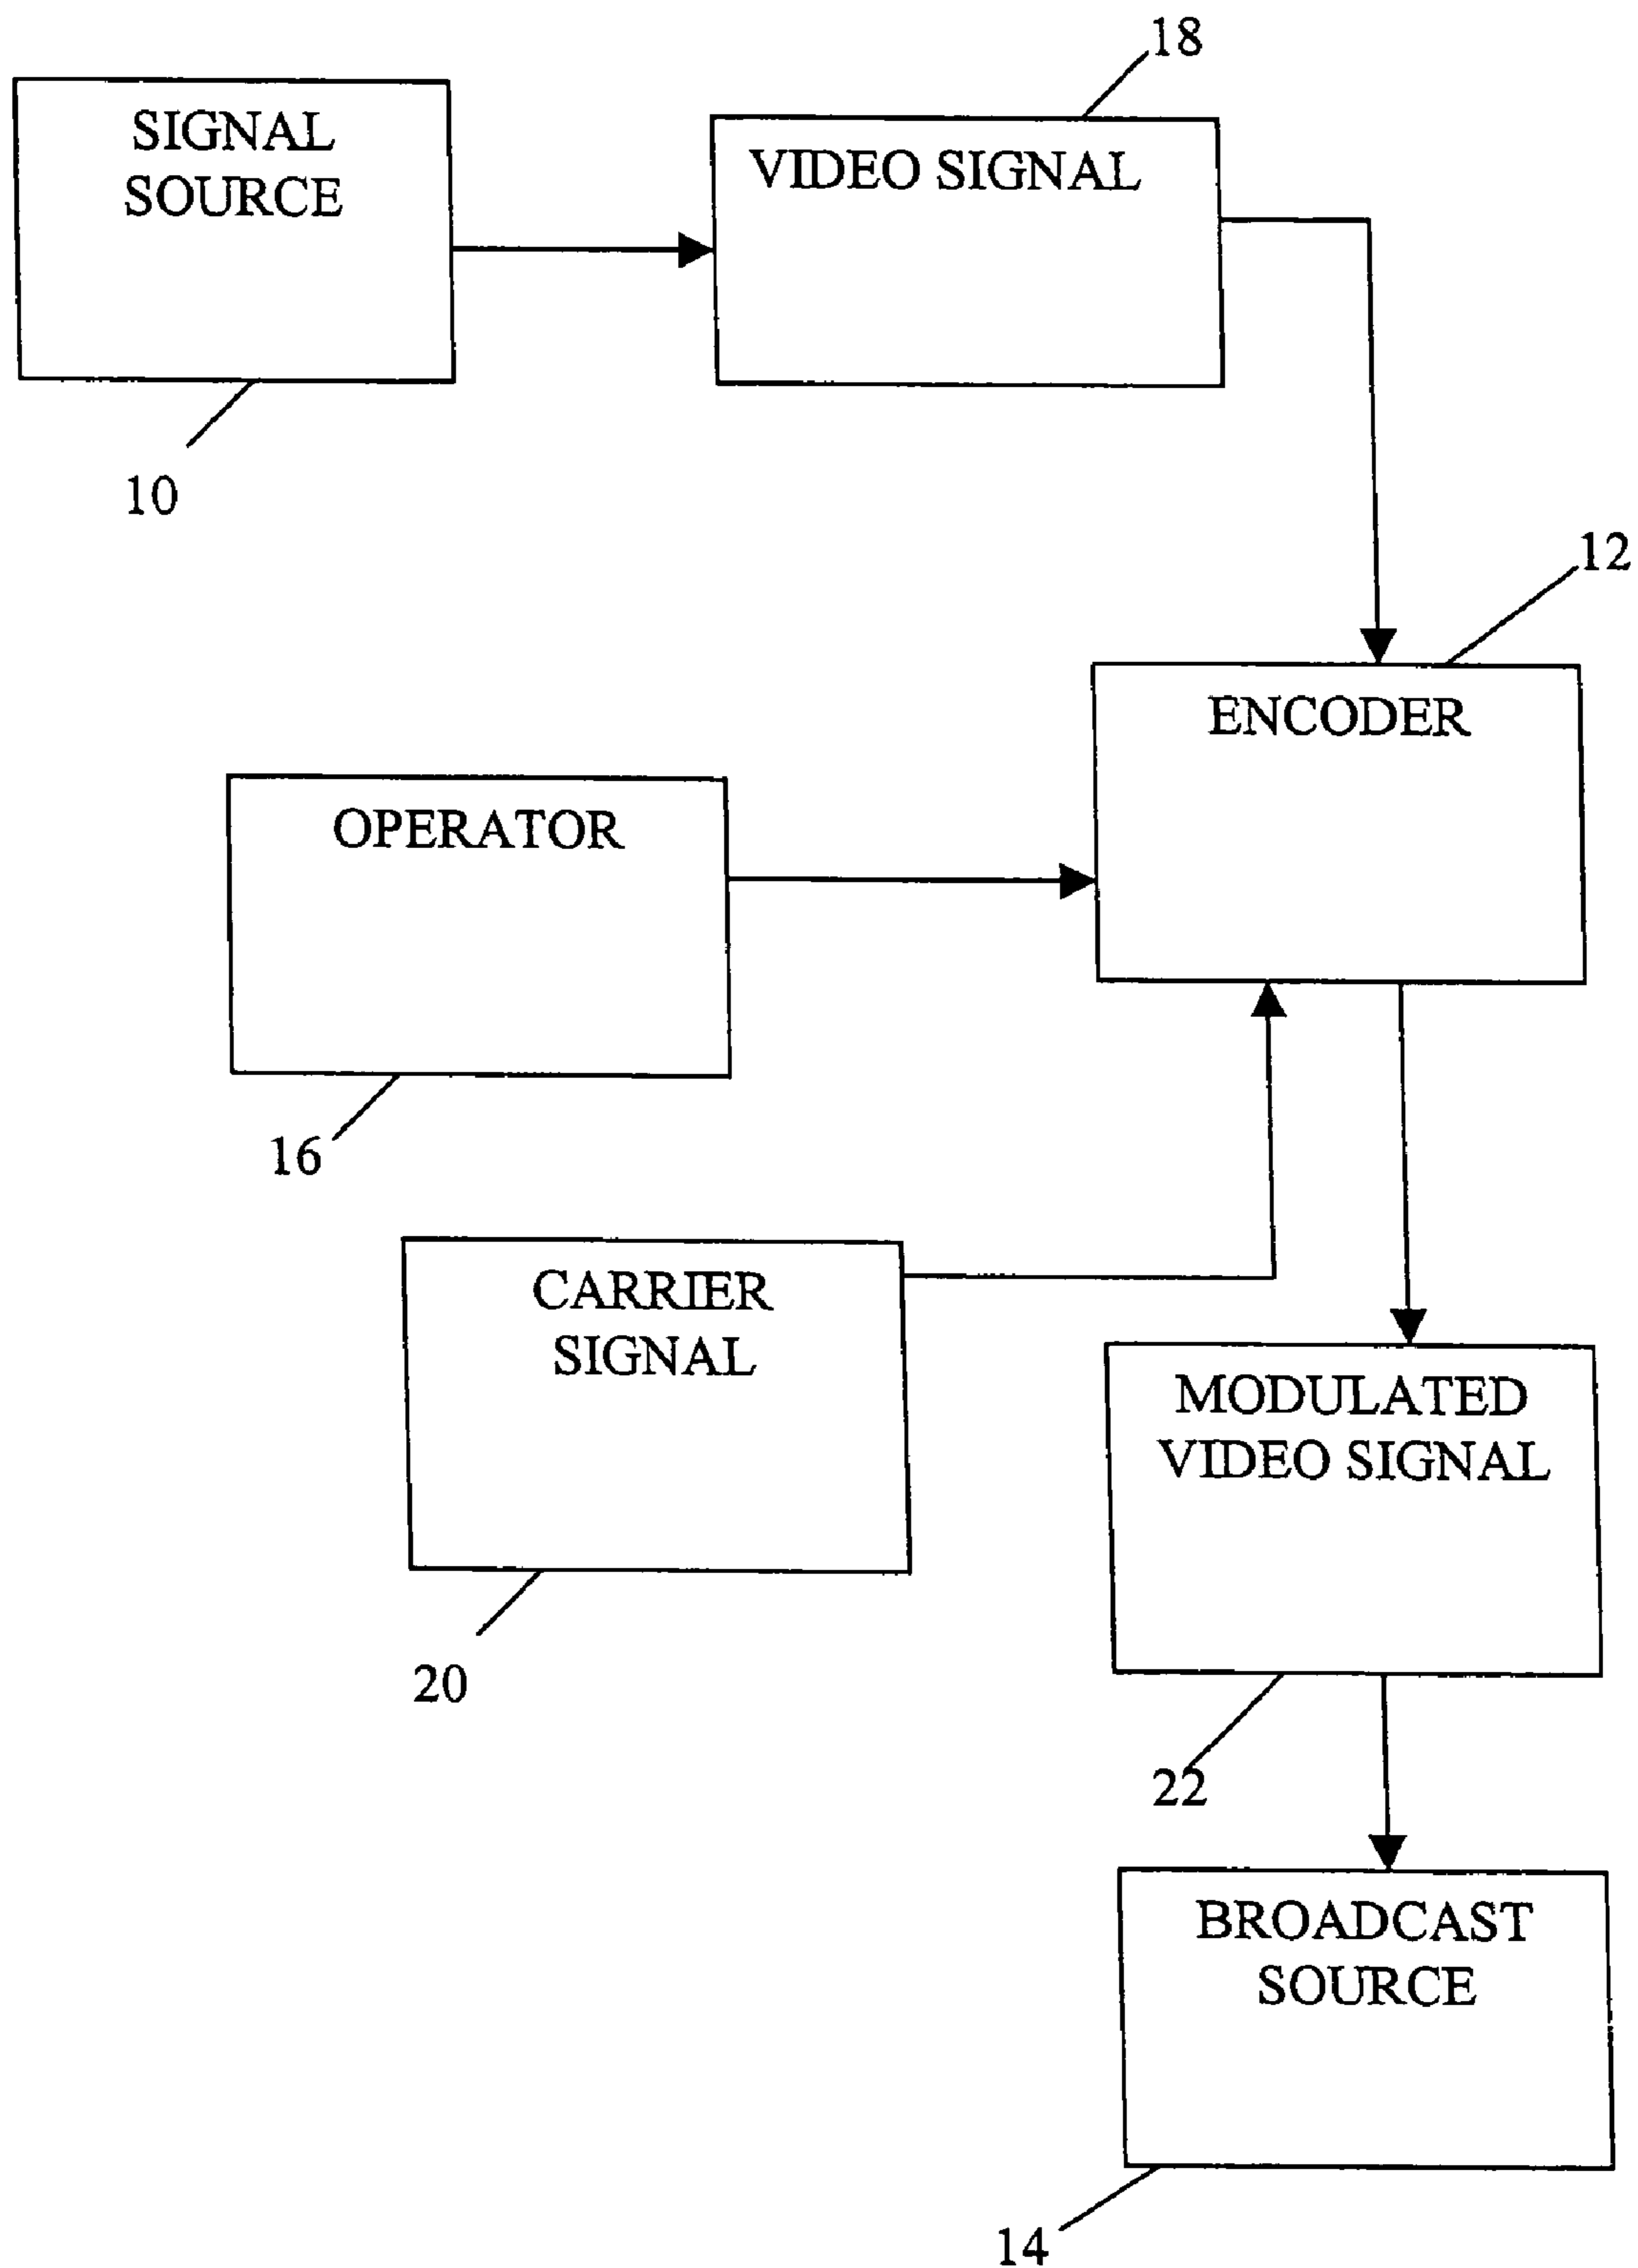 18
SIGNAL
SOURCE
VIDEO SIGNAL
10
12
ENCODER
OPERATOR
16
CARRIER
SIGNAL
MODULATED
VIDEO SIGNAL
20
22
BROADCAST
SOURCE
14